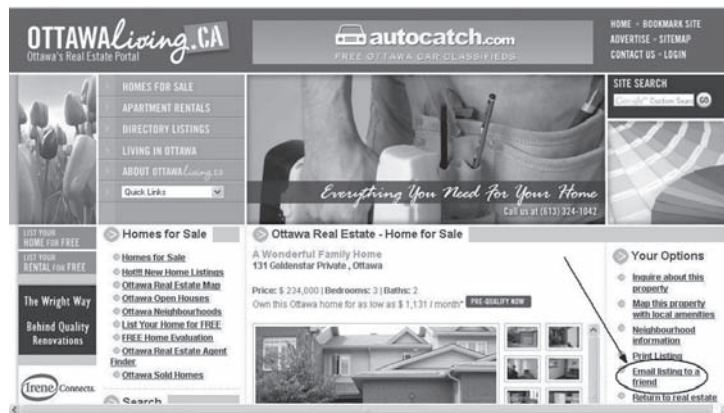 OTTAWALiving.CA
Ottawa's Real Estate Portal
autocatch.com
FREE OTTAWA CAR CLASSIFIEDS
HOME - BOOKMARK SITE
ADVERTISE - SITEMAP
CONTACT US - LOGIN
HOMES FOR SALE
APARTMENT RENTALS
DIRECTORY LISTINGS
LIVING IN OTTAWA
ABOUT OTTAWALiving.ca
Quick Links
Everything You Need For Your Home
Call us at (613) 324-1042
SITE SEARCH
Google™ Custom Sear
GO
LIST YOUR
HOME FOR FREE
LIST YOUR
RENTAL FOR FREE
The Wright Way
Behind Quality
Renovations
Irene Connects.
Homes for Sale
Homes for Sale
Hot!!! New Home Listings
Ottawa Real Estate Map
Ottawa Open Houses
Ottawa Neighbourhoods
List Your Home for FREE
FREE Home Evaluation
Ottawa Real Estate Agent
Finder
Ottawa Sold Homes
Search
Ottawa Real Estate - Home for Sale
A Wonderful Family Home
131 Goldenstar Private , Ottawa
Price: $ 234,000 | Bedrooms: 3 | Baths: 2
Own this Ottawa home for as low as $ 1,131 / month*
PRE-QUALIFY NOW
Your Options
Inquire about this
property
Map this property
with local amenities
Neighbourhood
information
Print Listing
Email listing to a
friend
Return to real estate